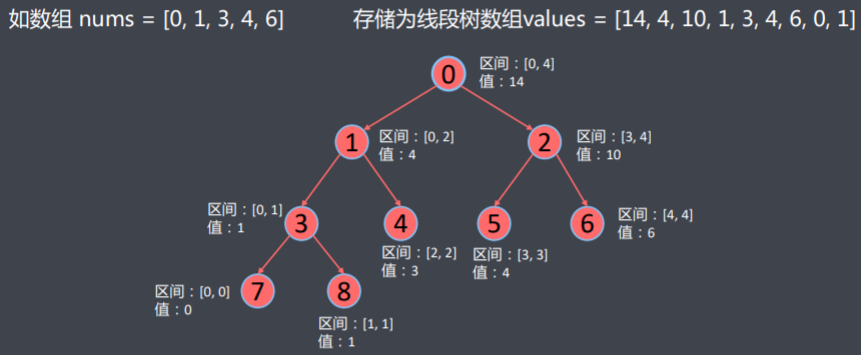 如数组 nums = [0, 1, 3, 4, 6]
存储为线段树数组values = [14, 4, 10, 1, 3, 4, 6, 0, 1]
0
区间：[0, 4]
值：14
1
区间：[0, 2]
值：4
2
区间：[3, 4]
值：10
区间：[0, 1]
值：1
3
4
区间：[2, 2]
值：3
5
区间：[3, 3]
值：4
6
区间：[4, 4]
值：6
区间：[0, 0]
值：0
7
8
区间：[1, 1]
值：1